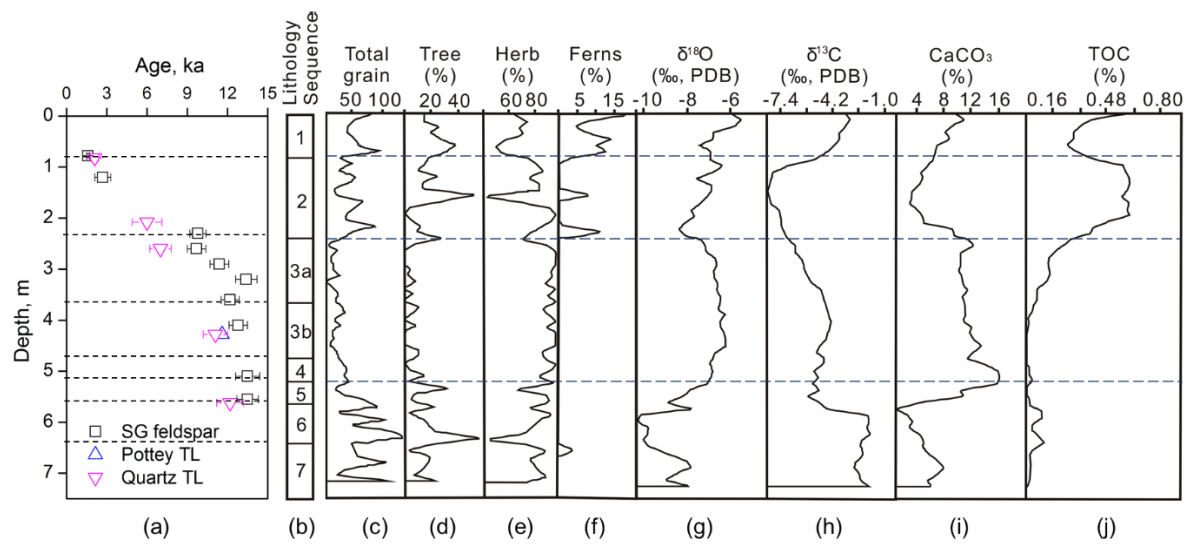 Age, ka
0 3 6 9 12 15
Depth, m
0
1
2
3
4
5
6
7
SG feldspar
Pottey TL
Quartz TL
(a)
Lithology
Sequence
1
2
3a
3b
4
5
6
7
(b)
Total
grain
50 100
(c)
Tree
(%)
20 40
(d)
Herb
(%)
60 80
(e)
Ferns
(%)
5 15
(f)
δ¹⁸O
(‰, PDB)
-10 -8 -6
(g)
δ¹³C
(‰, PDB)
-7.4 -4.2 -1.0
(h)
CaCO₃
(%)
4 8 12 16
(i)
TOC
(%)
0.16 0.48 0.80
(j)